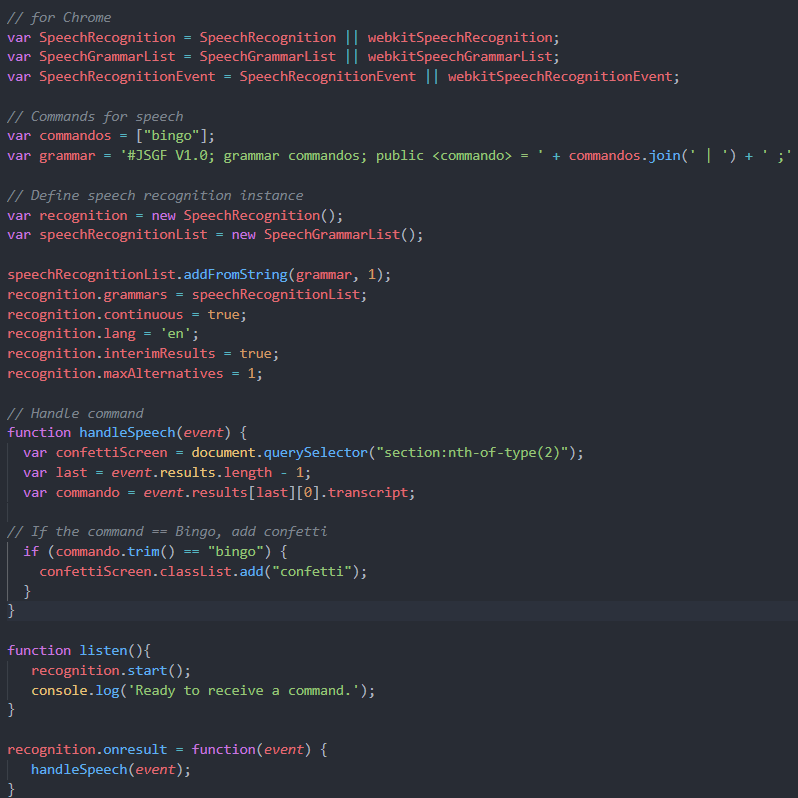 // for Chrome
var SpeechRecognition = SpeechRecognition || webkitSpeechRecognition;
var SpeechGrammarList = SpeechGrammarList || webkitSpeechGrammarList;
var SpeechRecognitionEvent = SpeechRecognitionEvent || webkitSpeechRecognitionEvent;

// Commands for speech
var commandos = ["bingo"];
var grammar = '#JSGF V1.0; grammar commandos; public <commando> = ' + commandos.join(' | ') + ' ;'

// Define speech recognition instance
var recognition = new SpeechRecognition();
var speechRecognitionList = new SpeechGrammarList();

speechRecognitionList.addFromString(grammar, 1);
recognition.grammars = speechRecognitionList;
recognition.continuous = true;
recognition.lang = 'en';
recognition.interimResults = true;
recognition.maxAlternatives = 1;

// Handle command
function handleSpeech(event) {
  var confettiScreen = document.querySelector("section:nth-of-type(2)");
  var last = event.results.length - 1;
  var commando = event.results[last][0].transcript;

// If the command == Bingo, add confetti
  if (commando.trim() == "bingo") {
    confettiScreen.classList.add("confetti");
  }
}

function listen(){
   recognition.start();
   console.log('Ready to receive a command.');
}

recognition.onresult = function(event) {
   handleSpeech(event);
}